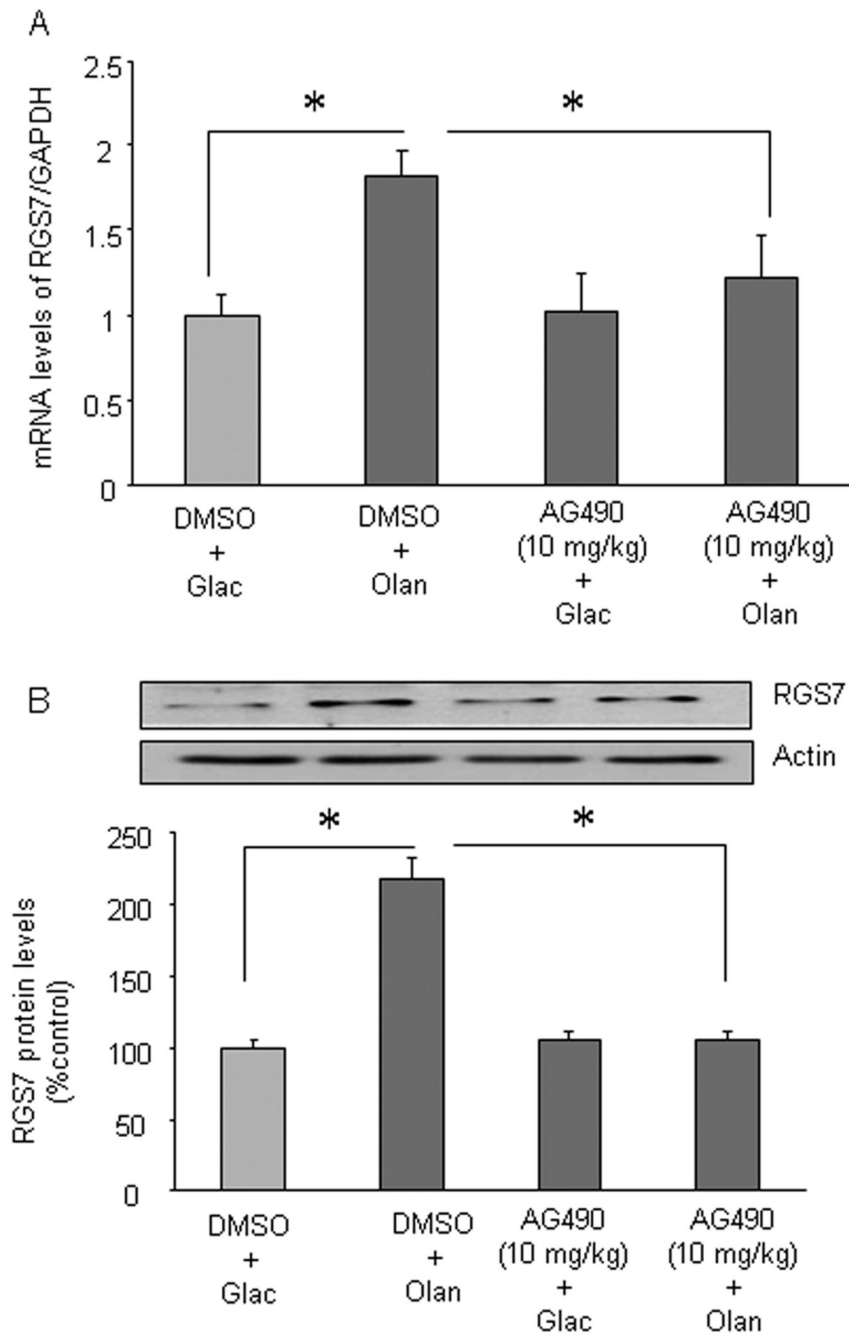 A
mRNA levels of RGS7/GAPDH
2.5
2
1.5
1
0.5
0
*
*
DMSO
+
Glac
DMSO
+
Olan
AG490
(10 mg/kg)
+
Glac
AG490
(10 mg/kg)
+
Olan
B
RGS7
Actin
RGS7 protein levels
(%control)
250
200
150
100
50
0
*
*
DMSO
+
Glac
DMSO
+
Olan
AG490
(10 mg/kg)
+
Glac
AG490
(10 mg/kg)
+
Olan